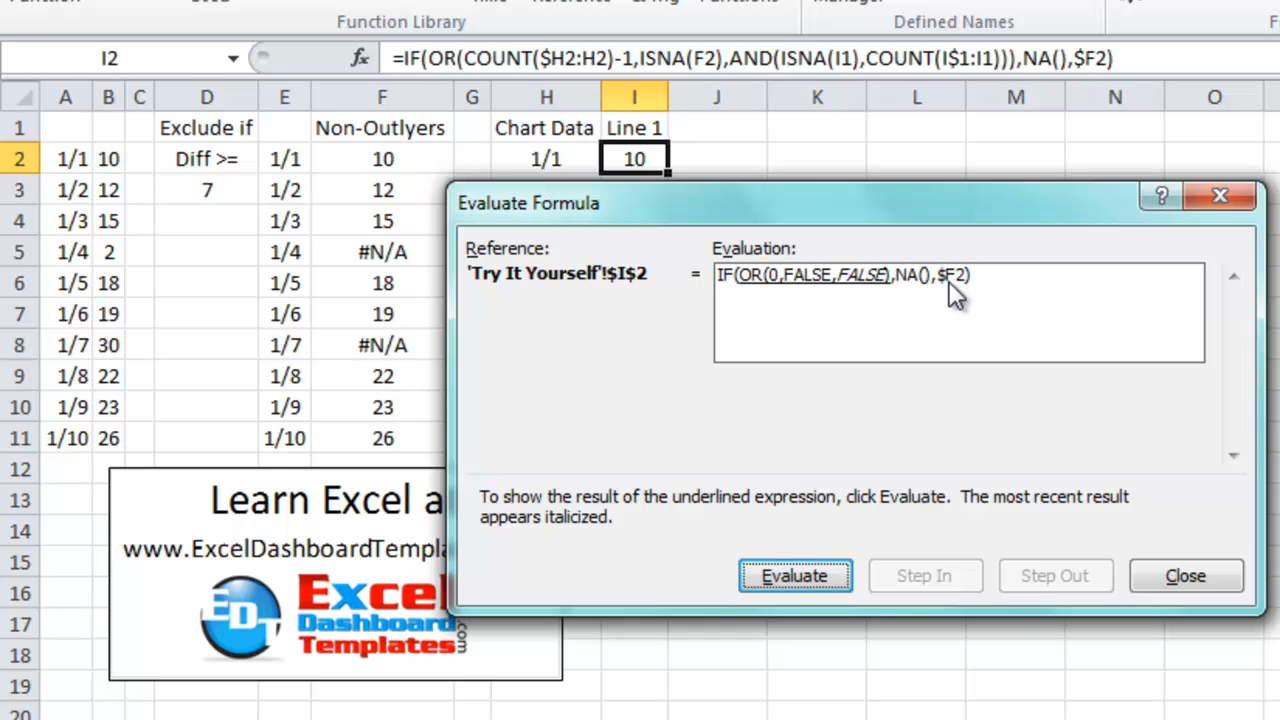 Function Library
Manager
Defined Names
I2
fx
=IF(OR(COUNT($H2:H2)-1,ISNA(F2),AND(ISNA(I1),COUNT(I$1:I1))),NA(),$F2)
A B C D E F G H I J K L M N O
1 Exclude if Non-Outlyers Chart Data Line 1
2 1/1 10 Diff >= 1/1 10 1/1 10
3 1/2 12 7 1/2 12
4 1/3 15 1/3 15
5 1/4 2 1/4 #N/A
6 1/5 18 1/5 18
7 1/6 19 1/6 19
8 1/7 30 1/7 #N/A
9 1/8 22 1/8 22
10 1/9 23 1/9 23
11 1/10 26 1/10 26
12
13
14
15
16
17
18
19
20
Evaluate Formula
Reference:
Evaluation:
'Try It Yourself'!$I$2
=
IF(OR(0,FALSE,FALSE),NA(),$F2)
To show the result of the underlined expression, click Evaluate. The most recent result
appears italicized.
Evaluate
Step In
Step Out
Close
Learn Excel a
www.ExcelDashboardTempla
EDT
Excel
Dashboard
Templates
.com